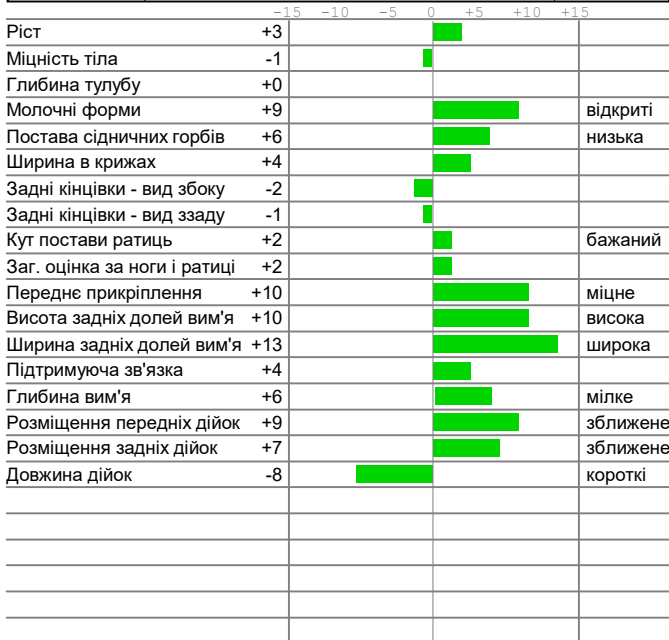 -15 -10 -5 0 +5 +10 +15
Ріст +3
Міцність тіла -1
Глибина тулубу +0
Молочні форми +9 відкриті
Постава сідничних горбів +6 низька
Ширина в крижах +4
Задні кінцівки - вид збоку -2
Задні кінцівки - вид ззаду -1
Кут постави ратиць +2 бажаний
Заг. оцінка за ноги і ратиці +2
Переднє прикріплення +10 міцне
Висота задніх долей вим'я +10 висока
Ширина задніх долей вим'я +13 широка
Підтримуюча зв'язка +4
Глибина вим'я +6 мілке
Розміщення передніх дійок +9 зближене
Розміщення задніх дійок +7 зближене
Довжина дійок -8 короткі